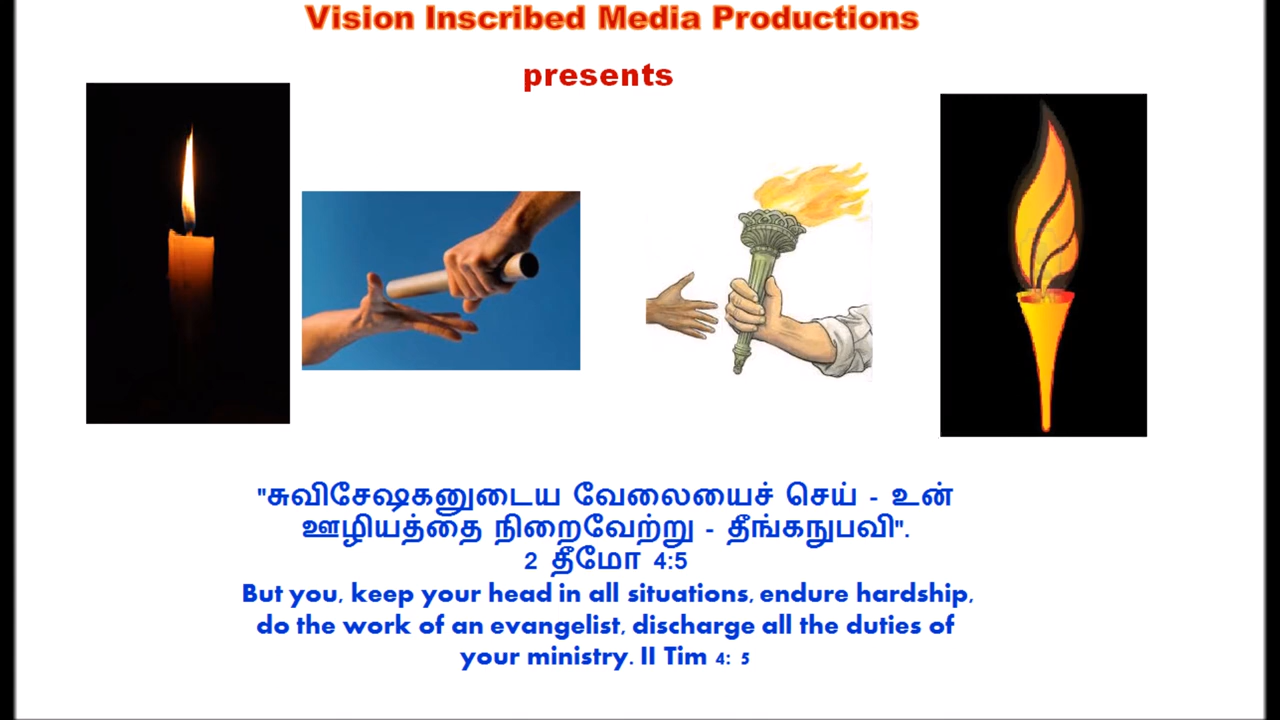 Vision Inscribed Media Productions
presents
"சுவிசேஷகனுடைய வேலையைச் செய் - உன்
ஊழியத்தை நிறைவேற்று - தீங்கநுபவி".
2 தீமோ 4:5
But you, keep your head in all situations, endure hardship,
do the work of an evangelist, discharge all the duties of
your ministry. II Tim 4: 5